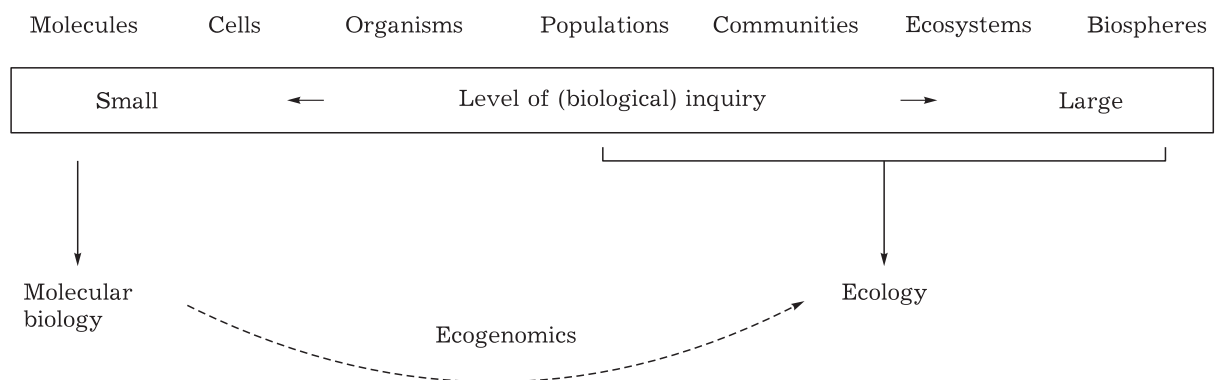 Molecules Cells Organisms Populations Communities Ecosystems Biospheres
Small Level of (biological) inquiry Large
Molecular
biology
Ecology
Ecogenomics